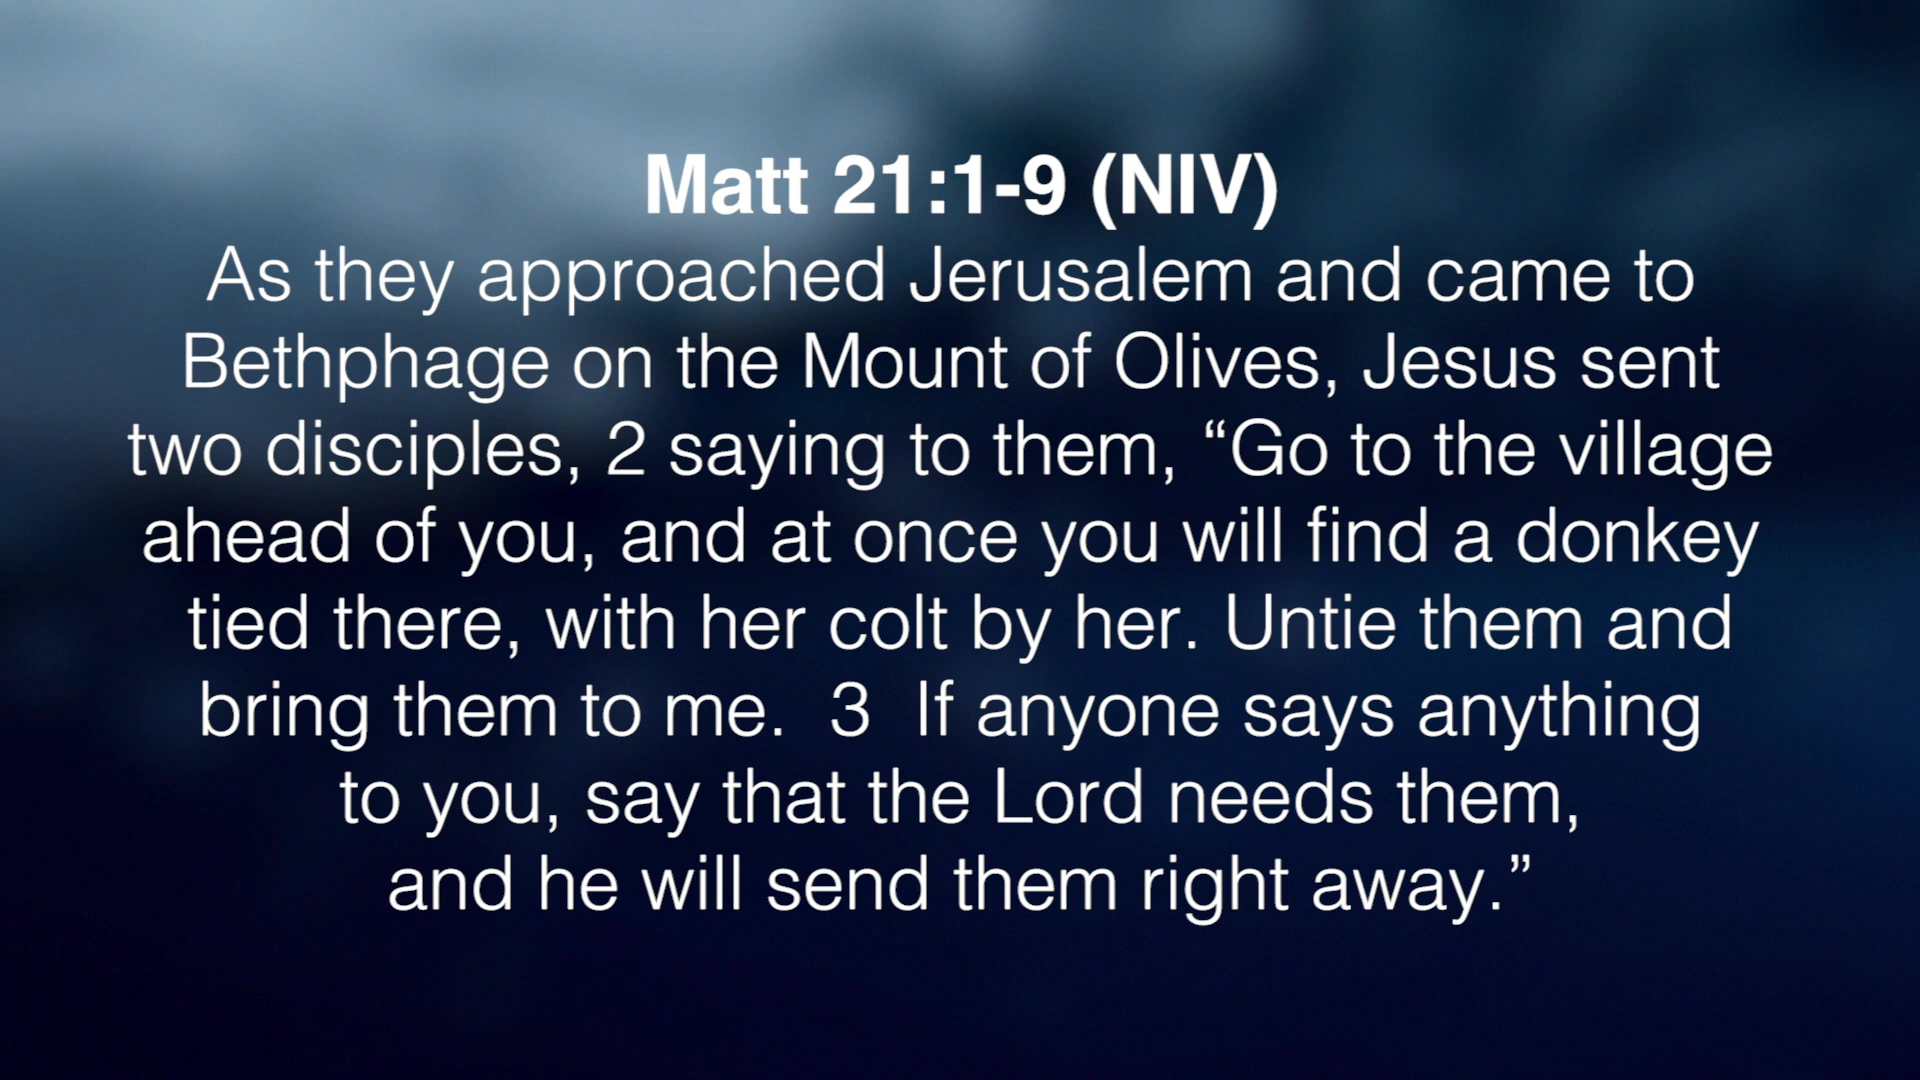 Matt 21:1-9 (NIV)
As they approached Jerusalem and came to
Bethphage on the Mount of Olives, Jesus sent
two disciples, 2 saying to them, “Go to the village
ahead of you, and at once you will find a donkey
tied there, with her colt by her. Untie them and
bring them to me.  3  If anyone says anything
to you, say that the Lord needs them,
and he will send them right away.”